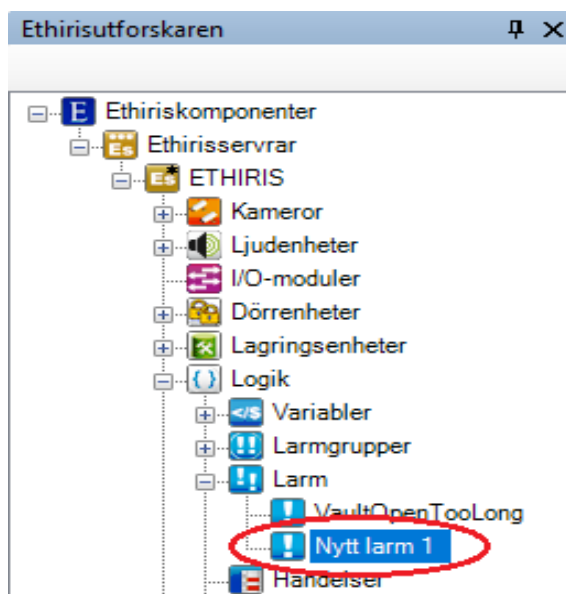 Ethirisutforskaren
Ethiriskomponenter
Ethirisservrar
ETHIRIS
Kameror
Ljudenheter
I/O-moduler
Dörrenheter
Lagringsenheter
Logik
Variabler
Larmgrupper
Larm
VaultOpenTooLong
Nytt larm 1
Händelser